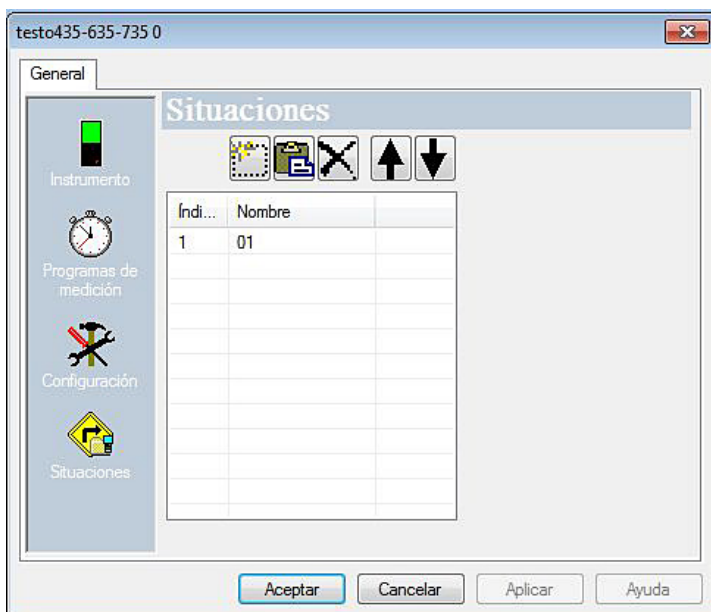 testo435-635-735 0
General
Situaciones
Instrumento
Programas de
medición
Configuración
Situaciones
Índi... Nombre
1 01
Aceptar Cancelar Aplicar Ayuda